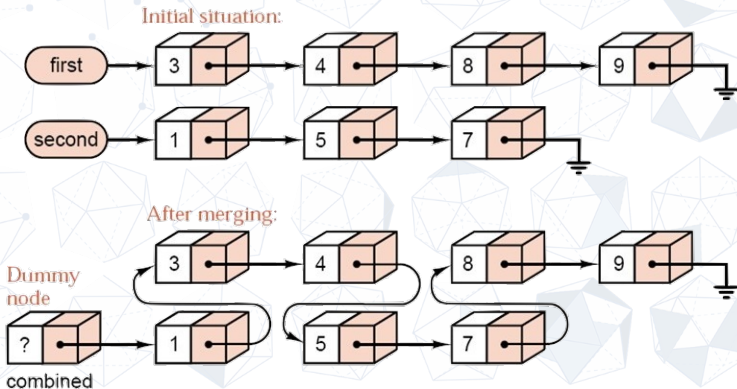 Initial situation:
first 3 4 8 9
second 1 5 7
After merging:
3 4 8 9
Dummy
node
? 1 5 7
combined